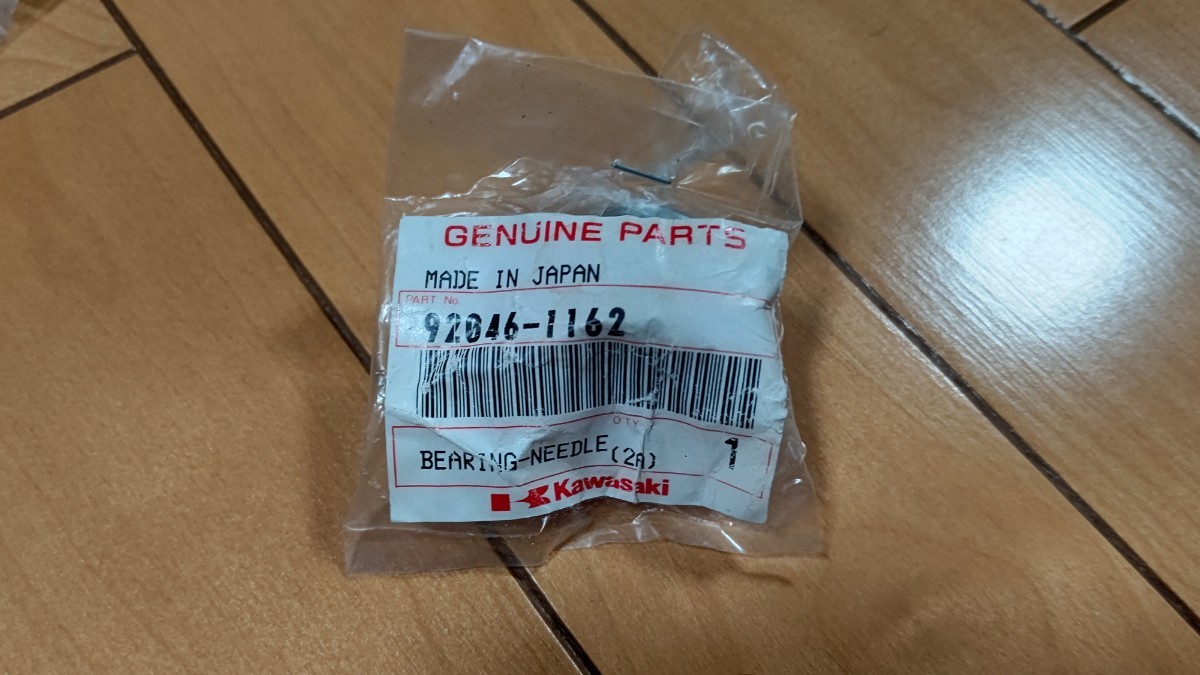 GENUINE PARTS
MADE IN JAPAN
PART No.
92046-1162
QTY
BEARING-NEEDLE(2A) 1
Kawasaki